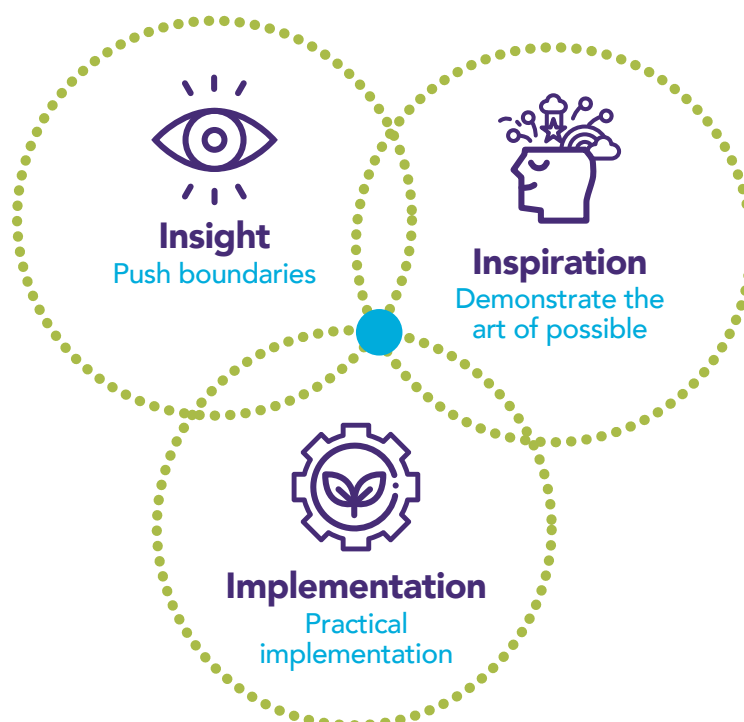 Insight
Push boundaries
Inspiration
Demonstrate the
art of possible
Implementation
Practical
implementation